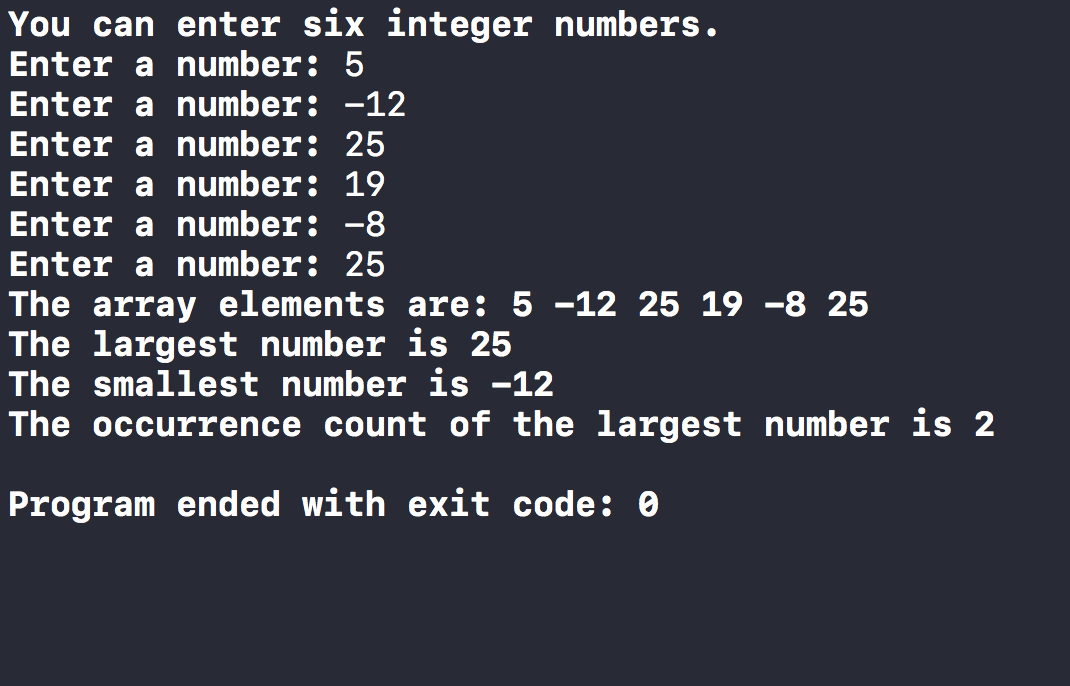 You can enter six integer numbers.
Enter a number: 5
Enter a number: -12
Enter a number: 25
Enter a number: 19
Enter a number: -8
Enter a number: 25
The array elements are: 5 -12 25 19 -8 25
The largest number is 25
The smallest number is -12
The occurrence count of the largest number is 2
Program ended with exit code: 0